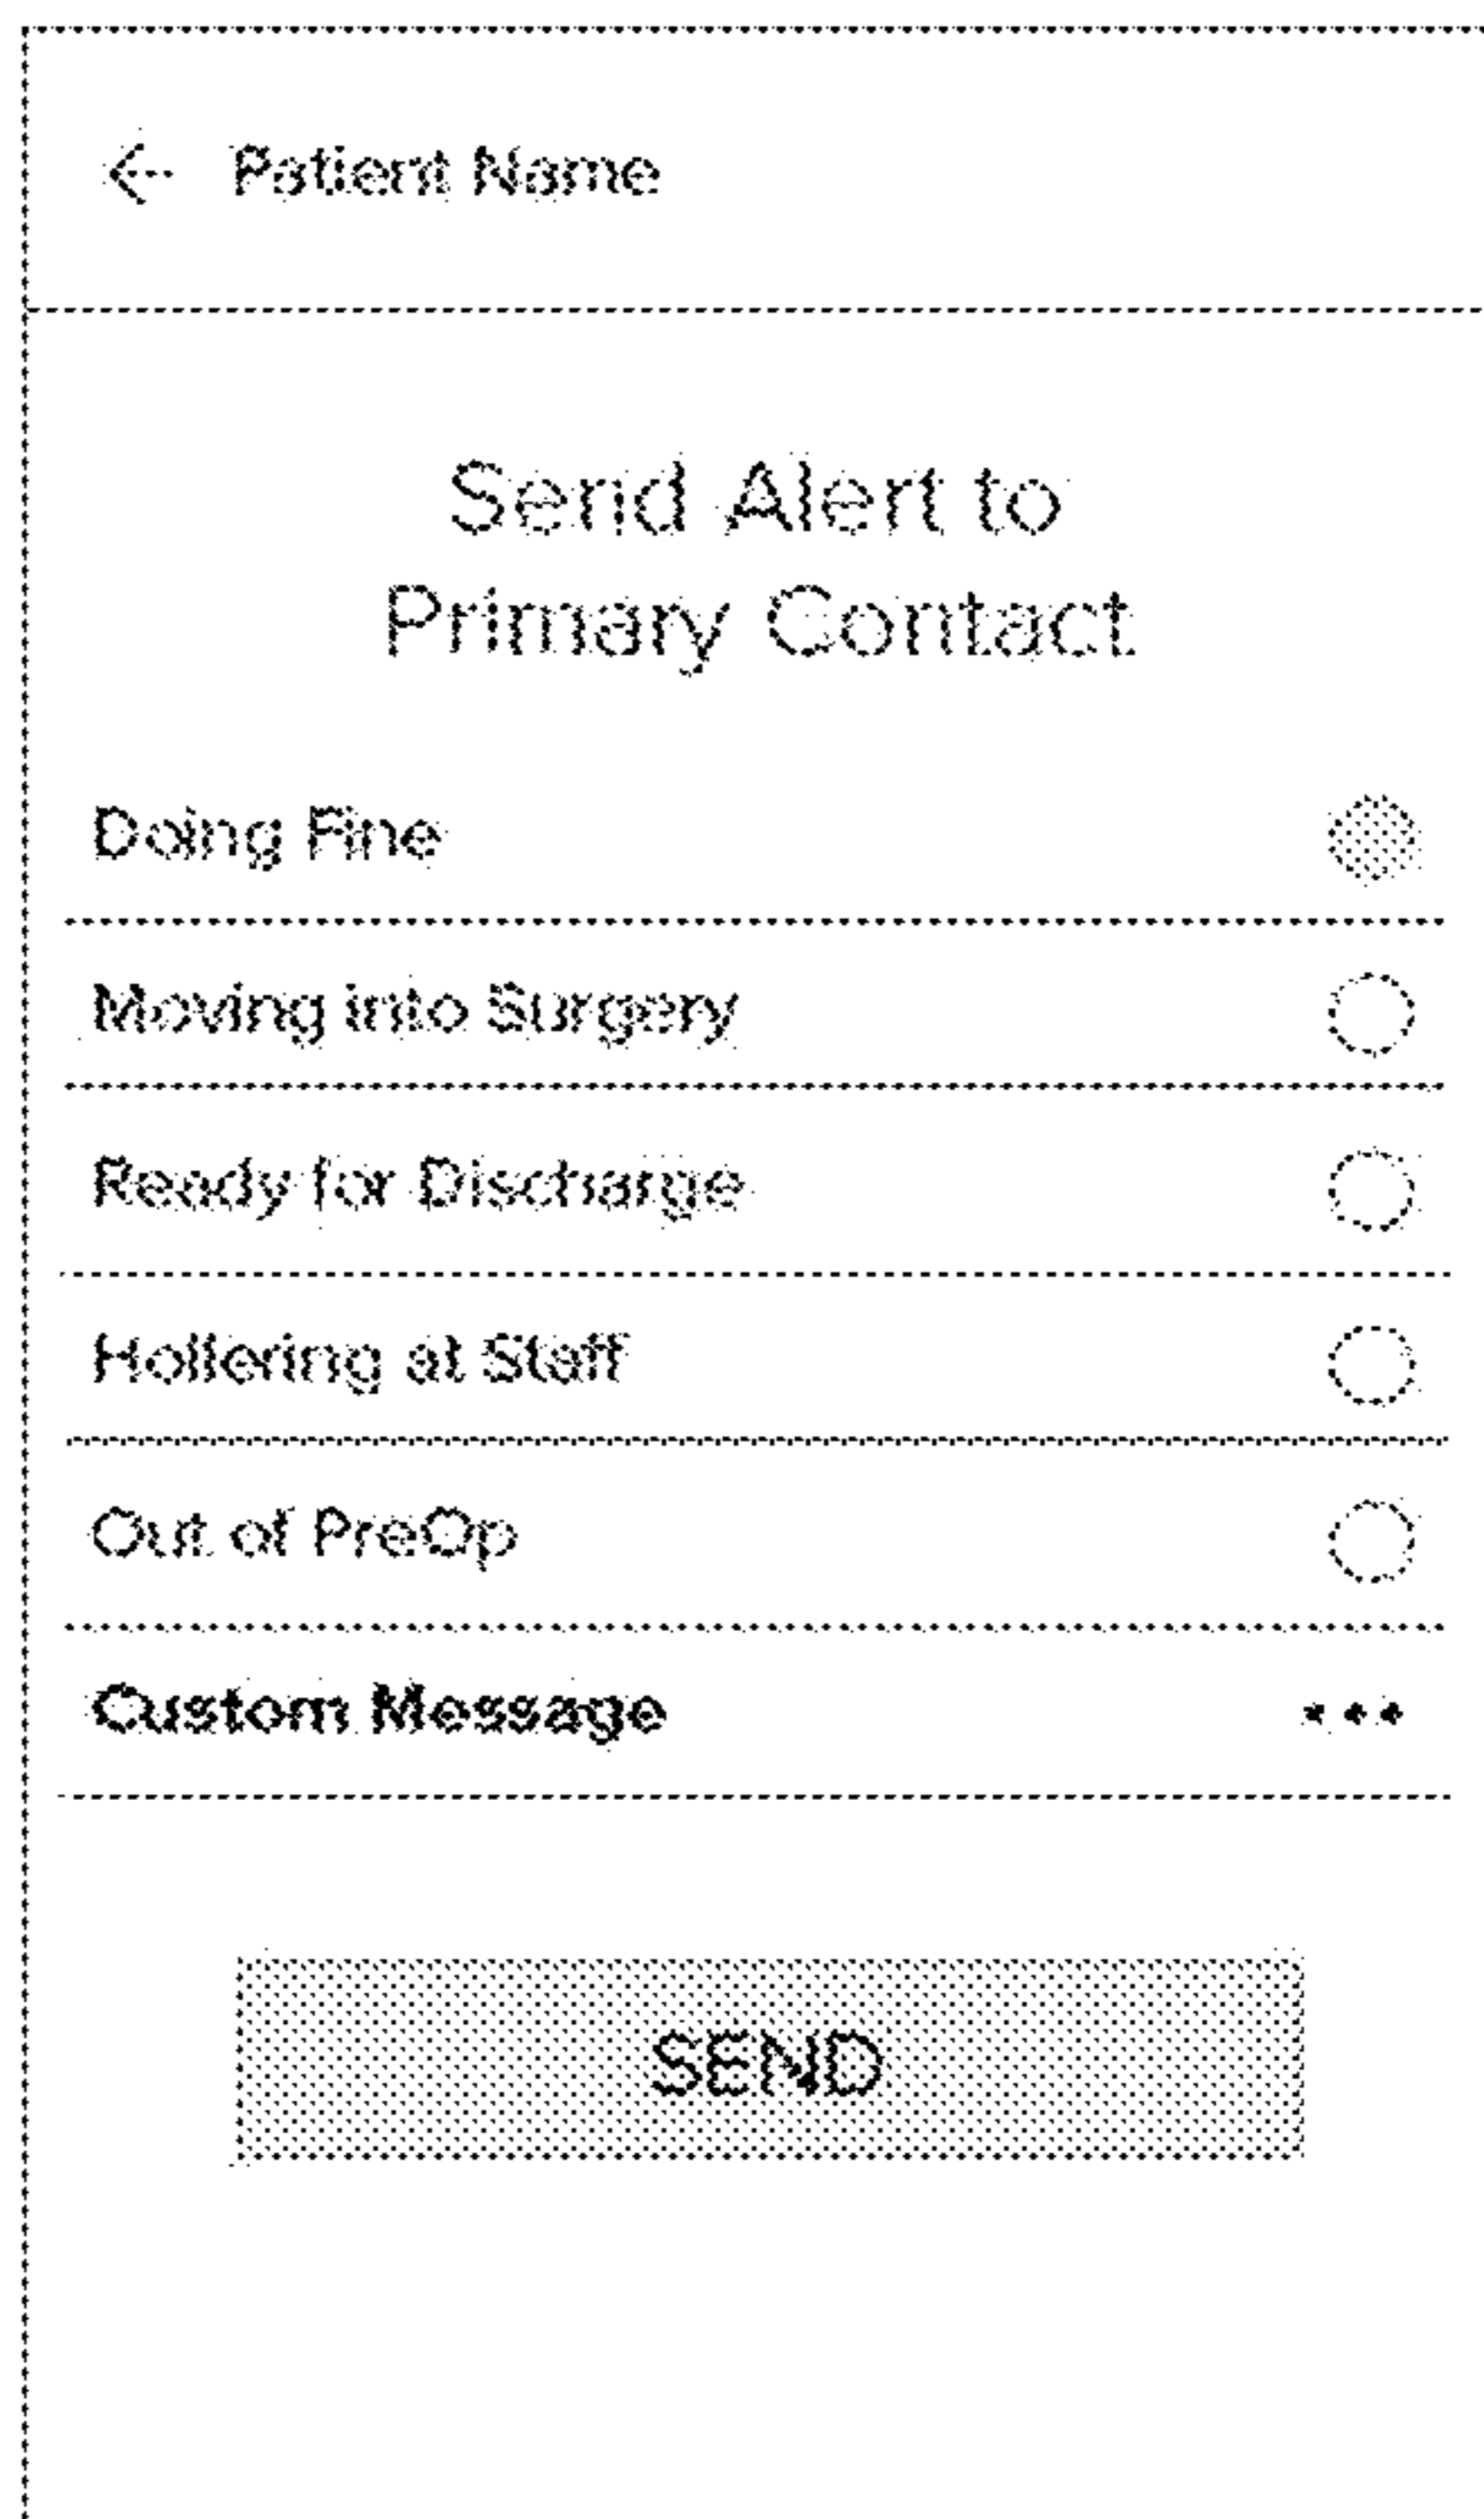 Patient Name
Send Alert to
Primary Contact
Doing Fine
Moving into Surgery
Ready for Discharge
Hollering at Staff
Out of PreOp
Custom Message
SEND